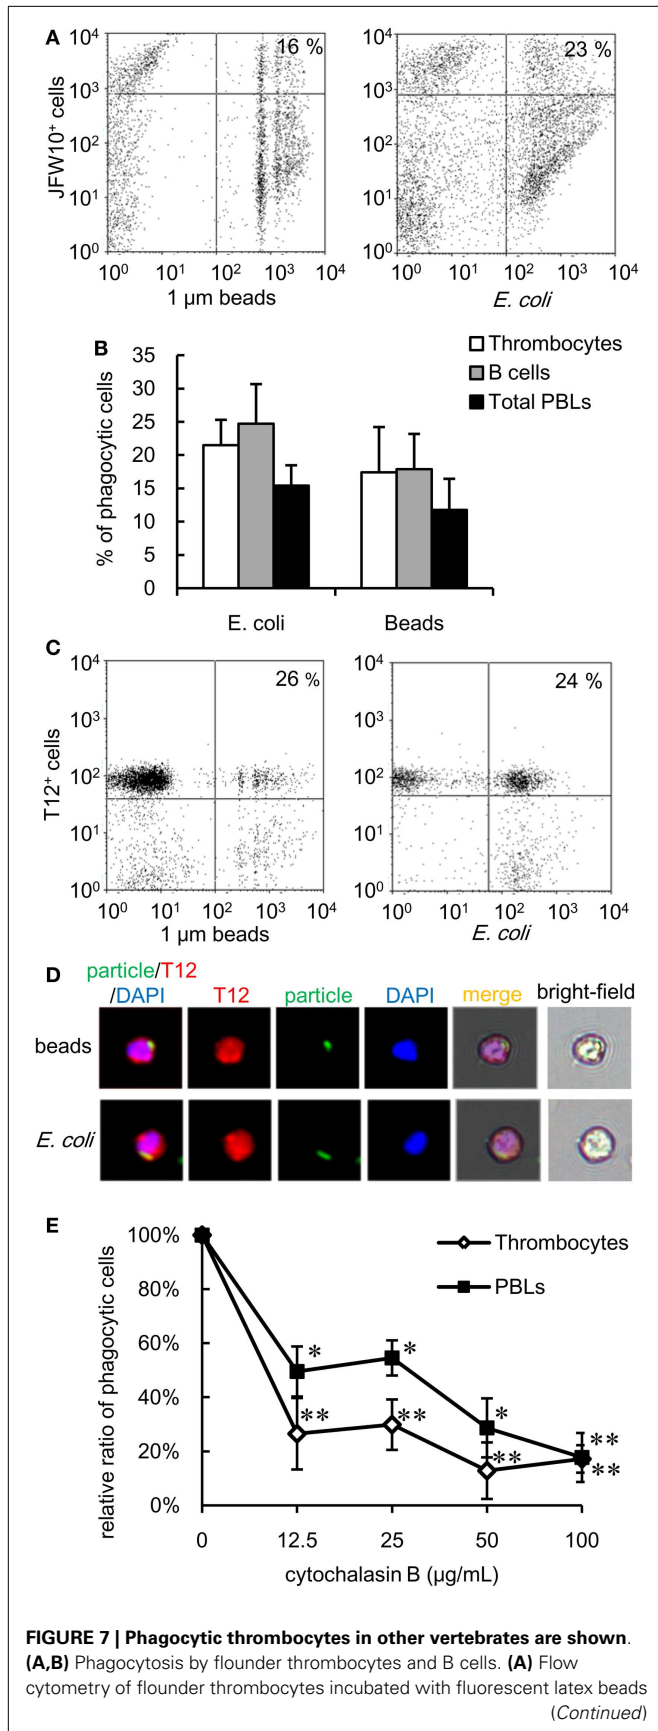 A
10⁴
10³
10²
10¹
10⁰
JFW10⁺ cells
16 %
10⁰ 10¹ 10² 10³ 10⁴
1 µm beads
10⁴
10³
10²
10¹
10⁰
23 %
10⁰ 10¹ 10² 10³ 10⁴
E. coli
B
% of phagocytic cells
35
30
25
20
15
10
5
0
Thrombocytes
B cells
Total PBLs
E. coli
Beads
C
10⁴
10³
10²
10¹
10⁰
T12⁺ cells
26 %
10⁰ 10¹ 10² 10³ 10⁴
1 µm beads
10⁴
10³
10²
10¹
10⁰
24 %
10⁰ 10¹ 10² 10³ 10⁴
E. coli
D
particle/T12
/DAPI T12 particle DAPI merge bright-field
beads
E. coli
E
relative ratio of phagocytic cells
100%
80%
60%
40%
20%
0%
Thrombocytes
PBLs
* *
** ** *
** **
**
0 12.5 25 50 100
cytochalasin B (µg/mL)
FIGURE 7 | Phagocytic thrombocytes in other vertebrates are shown.
(A,B) Phagocytosis by flounder thrombocytes and B cells. (A) Flow
cytometry of flounder thrombocytes incubated with fluorescent latex beads
(Continued)